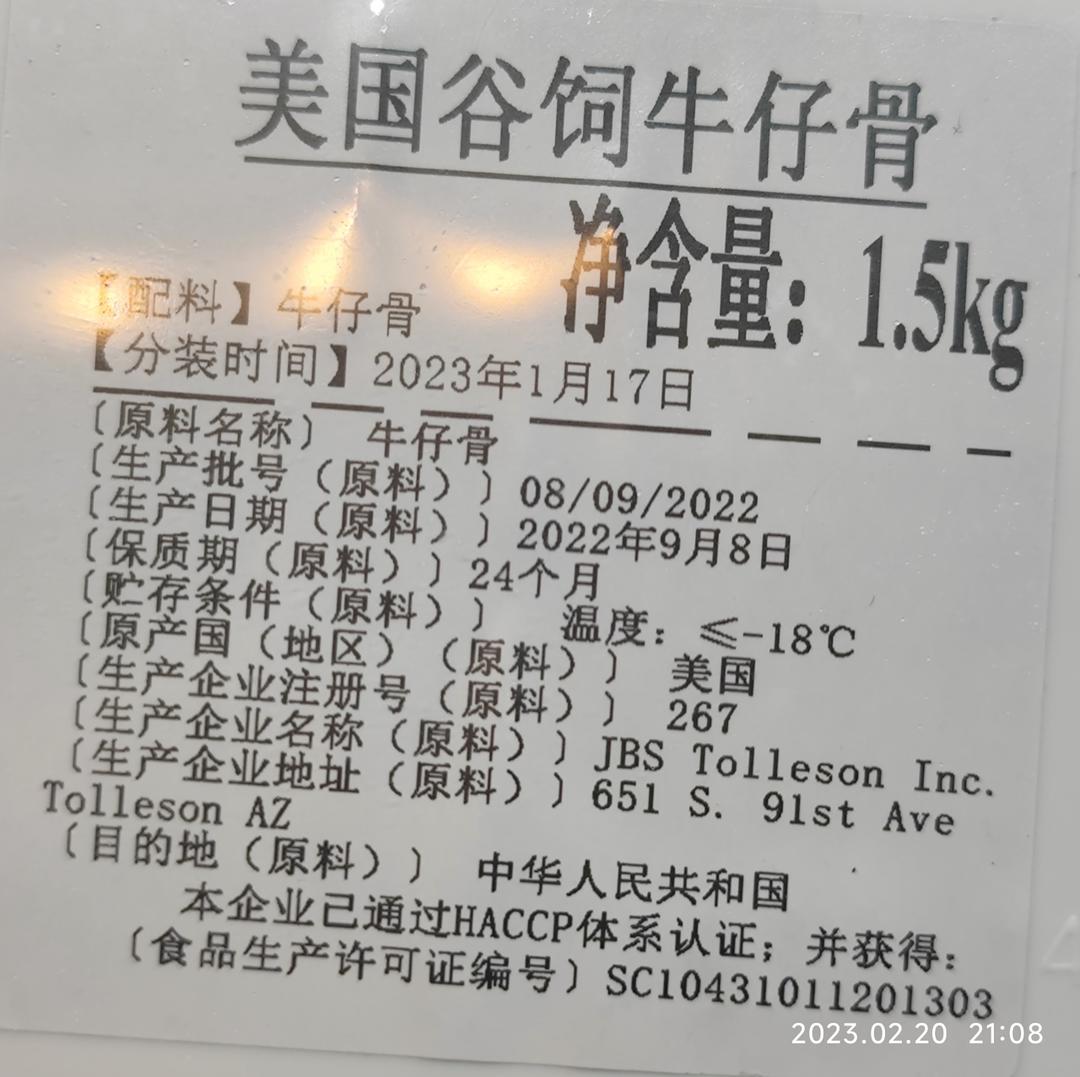 美国谷饲牛仔骨
净含量：1.5kg
【配料】牛仔骨
【分装时间】2023年1月17日
〔原料名称〕 牛仔骨
〔生产批号（原料）〕08/09/2022
〔生产日期（原料）〕2022年9月8日
〔保质期（原料）〕24个月
〔贮存条件（原料）〕 温度：≤-18℃
〔原产国（地区）（原料）〕 美国
〔生产企业注册号（原料）〕 267
〔生产企业名称（原料）〕JBS Tolleson Inc.
〔生产企业地址（原料）〕651 S. 91st Ave
Tolleson AZ
〔目的地（原料）〕 中华人民共和国
本企业已通过HACCP体系认证；并获得：
〔食品生产许可证编号〕SC10431011201303
2023.02.20 21:08